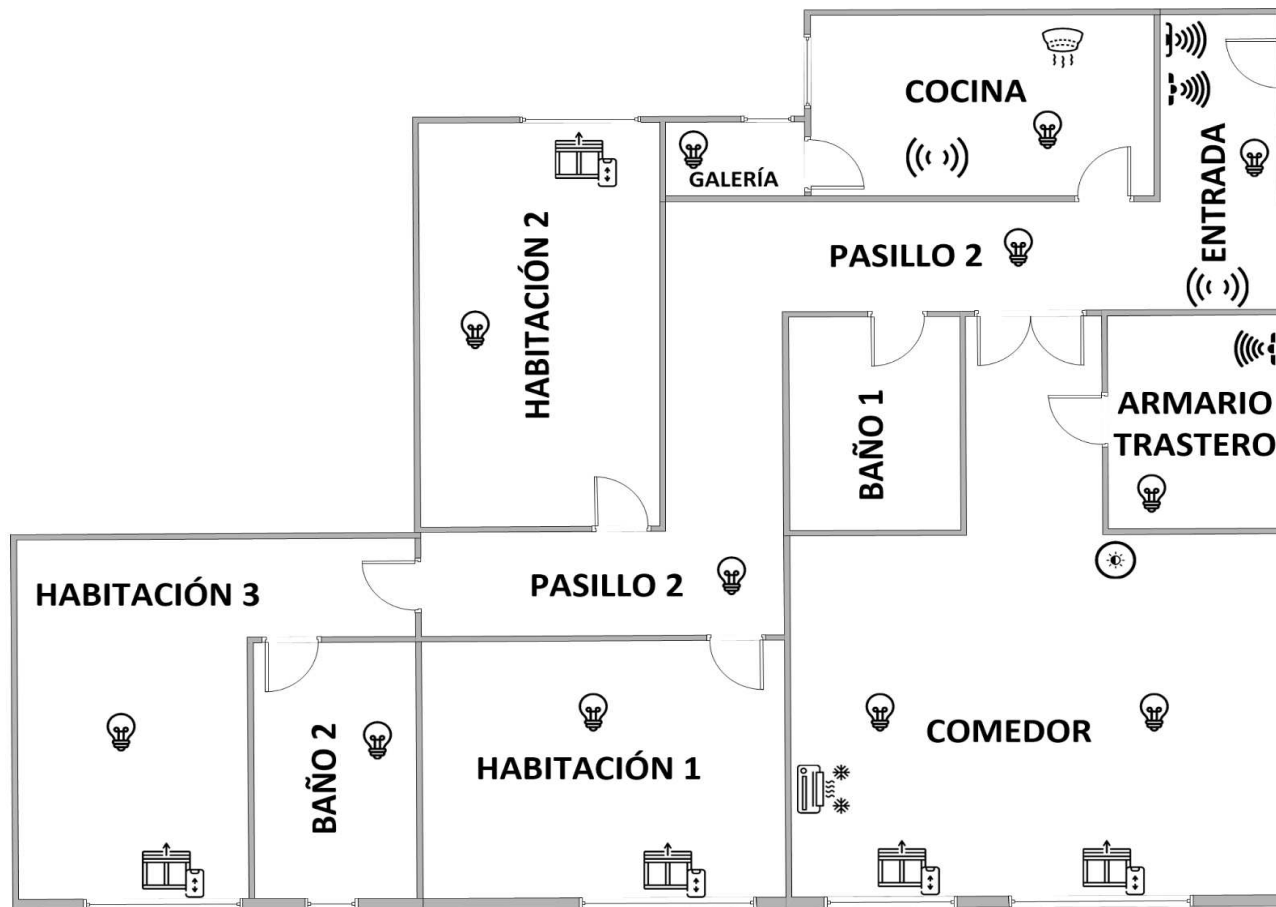 COCINA
ENTRADA
GALERÍA
HABITACIÓN 2
PASILLO 2
BAÑO 1
ARMARIO
TRASTERO
HABITACIÓN 3
PASILLO 2
BAÑO 2
HABITACIÓN 1
COMEDOR